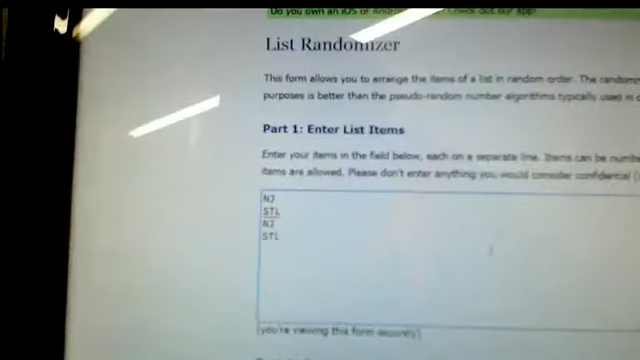 Do you own an iOS or our app!
List Randomizer
This form allows you to arrange the items of a list in random order. The
purposes is better than the pseudo-random number algorithms typically used in
Part 1: Enter List Items
Enter your items in the field below, each on a separate line. Items can be
items are allowed. Please don't enter anything you would consider confidential
NJ
STL
NJ
STL
(you're viewing this form securely)